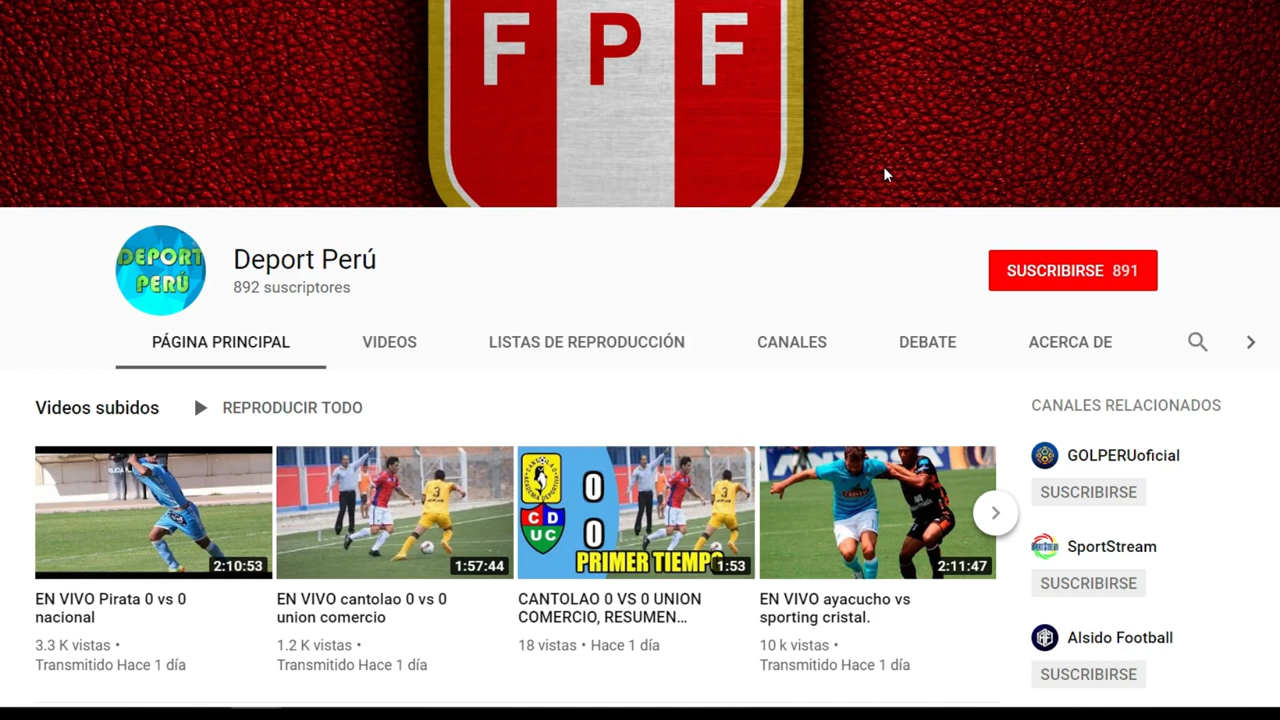 F P F
DEPORT
PERÚ
Deport Perú
892 suscriptores
SUSCRIBIRSE 891
PÁGINA PRINCIPAL
VIDEOS
LISTAS DE REPRODUCCIÓN
CANALES
DEBATE
ACERCA DE
Videos subidos
REPRODUCIR TODO
CANALES RELACIONADOS
2:10:53
1:57:44
CANTOLAO
ACADEMIA DEPORTIVA
C D
U C
0
0
PRIMER TIEMPO
1:53
2:11:47
EN VIVO Pirata 0 vs 0
nacional
3.3 K vistas •
Transmitido Hace 1 día
EN VIVO cantolao 0 vs 0
union comercio
1.2 K vistas •
Transmitido Hace 1 día
CANTOLAO 0 VS 0 UNION
COMERCIO, RESUMEN...
18 vistas • Hace 1 día
EN VIVO ayacucho vs
sporting cristal.
10 k vistas •
Transmitido Hace 1 día
GOLPERUoficial
SUSCRIBIRSE
SportStream
SUSCRIBIRSE
Alsido Football
SUSCRIBIRSE